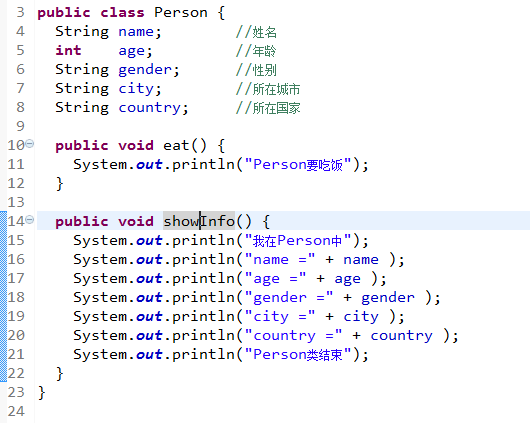 3 public class Person {
4   String name;         //姓名
5   int    age;          //年龄
6   String gender;       //性别
7   String city;         //所在城市
8   String country;      //所在国家
9
10   public void eat() {
11     System.out.println("Person要吃饭");
12   }
13
14   public void showInfo() {
15     System.out.println("我在Person中");
16     System.out.println("name =" + name );
17     System.out.println("age =" + age );
18     System.out.println("gender =" + gender );
19     System.out.println("city =" + city );
20     System.out.println("country =" + country );
21     System.out.println("Person类结束");
22   }
23 }
24